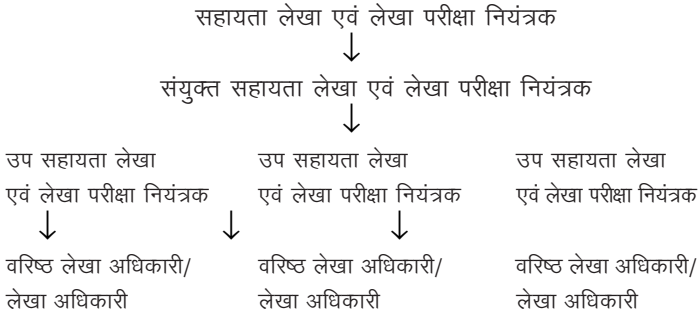 सहायता लेखा एवं लेखा परीक्षा नियंत्रक
संयुक्त सहायता लेखा एवं लेखा परीक्षा नियंत्रक
उप सहायता लेखा उप सहायता लेखा उप सहायता लेखा
एवं लेखा परीक्षा नियंत्रक एवं लेखा परीक्षा नियंत्रक एवं लेखा परीक्षा नियंत्रक
वरिष्ठ लेखा अधिकारी/ वरिष्ठ लेखा अधिकारी/ वरिष्ठ लेखा अधिकारी/
लेखा अधिकारी लेखा अधिकारी लेखा अधिकारी